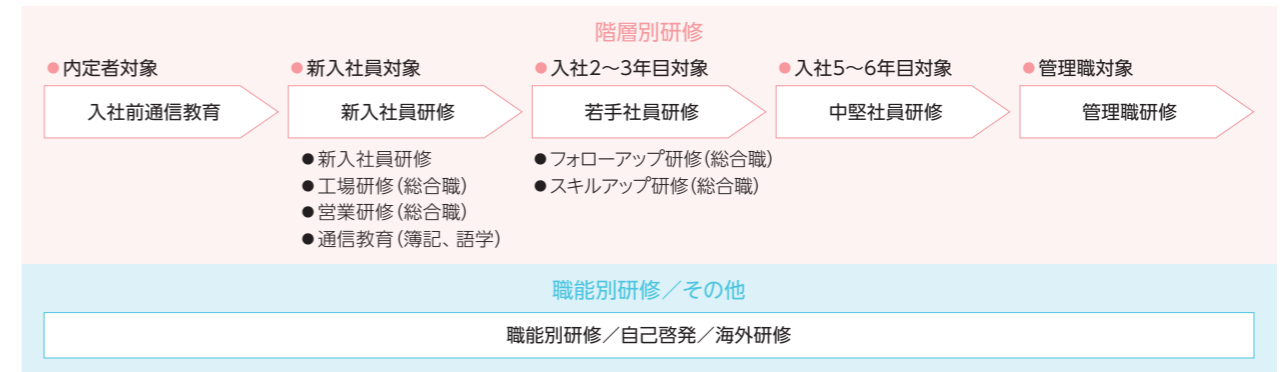 階層別研修
●内定者対象
入社前通信教育
●新入社員対象
新入社員研修
●新入社員研修
●工場研修(総合職)
●営業研修(総合職)
●通信教育(簿記、語学)
●入社2〜3年目対象
若手社員研修
●フォローアップ研修(総合職)
●スキルアップ研修(総合職)
●入社5〜6年目対象
中堅社員研修
●管理職対象
管理職研修
職能別研修/その他
職能別研修/自己啓発/海外研修